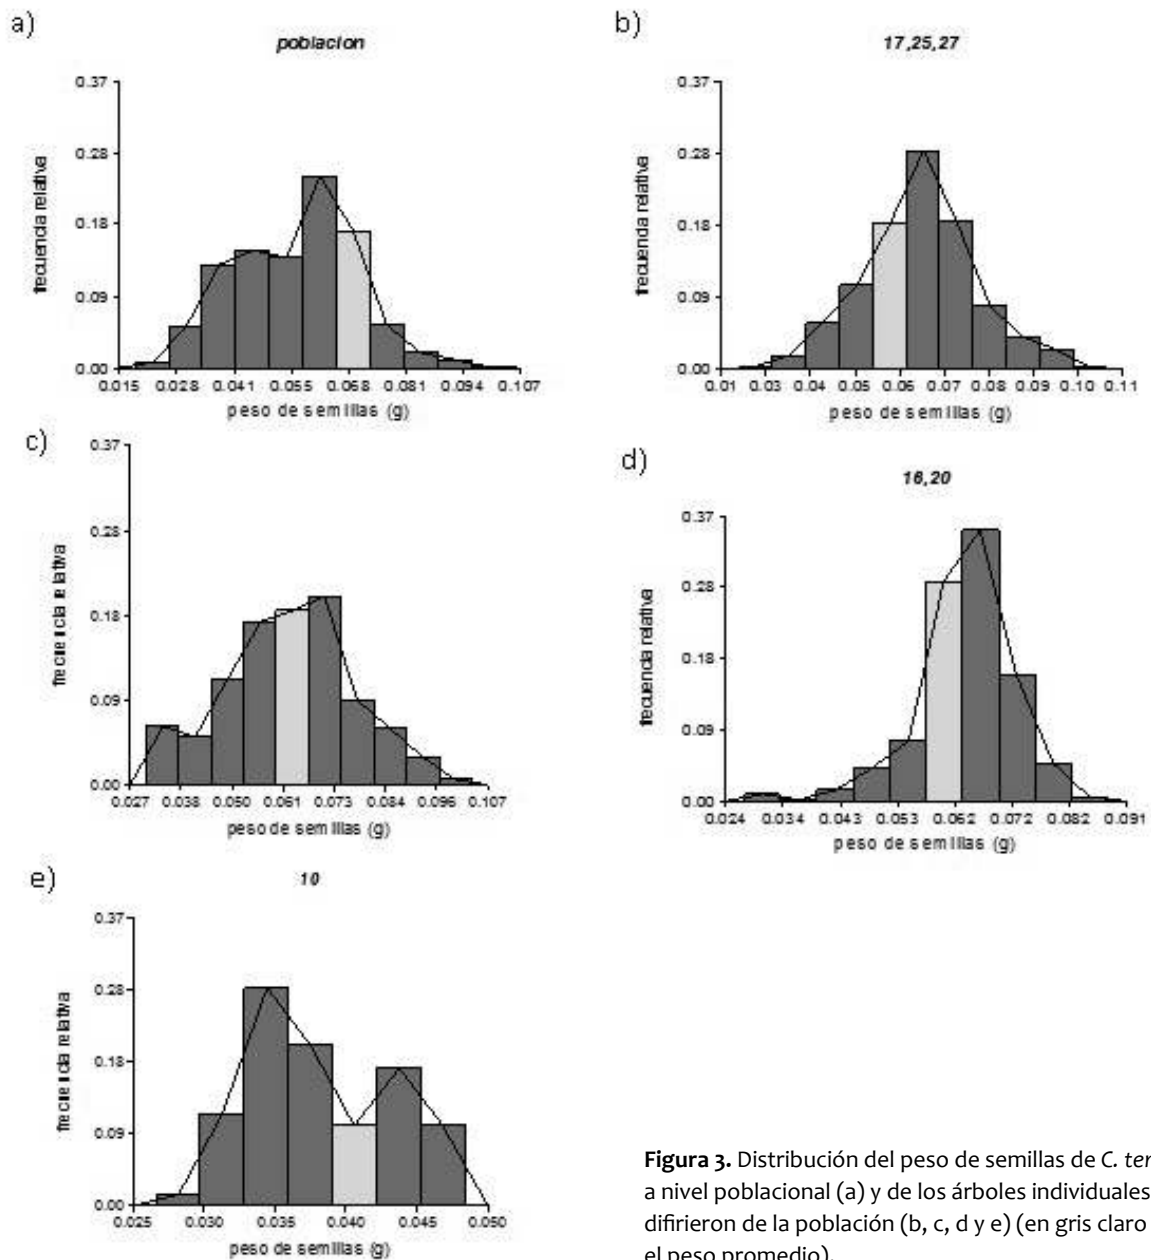 a)
poblacion
0.37
0.28
0.18
0.09
0.00
frecuencia relativa
0.015 0.028 0.041 0.055 0.068 0.081 0.094 0.107
peso de semillas (g)
b)
17,25,27
0.37
0.28
0.18
0.09
0.00
frecuencia relativa
0.01 0.03 0.04 0.05 0.06 0.07 0.08 0.09 0.10 0.11
peso de semillas (g)
c)
0.37
0.28
0.18
0.09
0.00
frecuencia relativa
0.027 0.038 0.050 0.061 0.073 0.084 0.096 0.107
peso de semillas (g)
d)
16,20
0.37
0.28
0.18
0.09
0.00
frecuencia relativa
0.024 0.034 0.043 0.053 0.062 0.072 0.082 0.091
peso de semillas (g)
e)
10
0.37
0.28
0.18
0.09
0.00
frecuencia relativa
0.025 0.030 0.035 0.040 0.045 0.050
peso de semillas (g)
Figura 3. Distribución del peso de semillas de C. ter
a nivel poblacional (a) y de los árboles individuales
difirieron de la población (b, c, d y e) (en gris claro
el peso promedio).